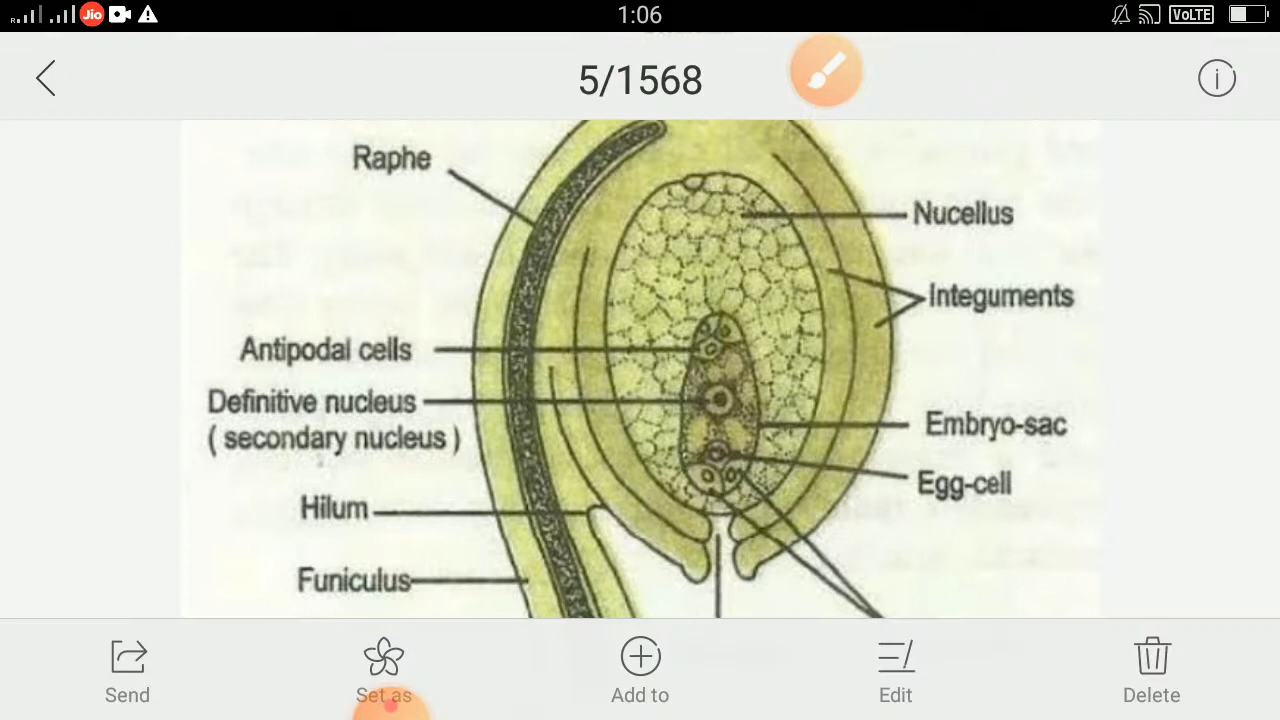 R Jio 1:06 VoLTE
5/1568
Raphe
Nucellus
Integuments
Antipodal cells
Definitive nucleus
( secondary nucleus )
Embryo-sac
Egg-cell
Hilum
Funiculus
Send Set as Add to Edit Delete